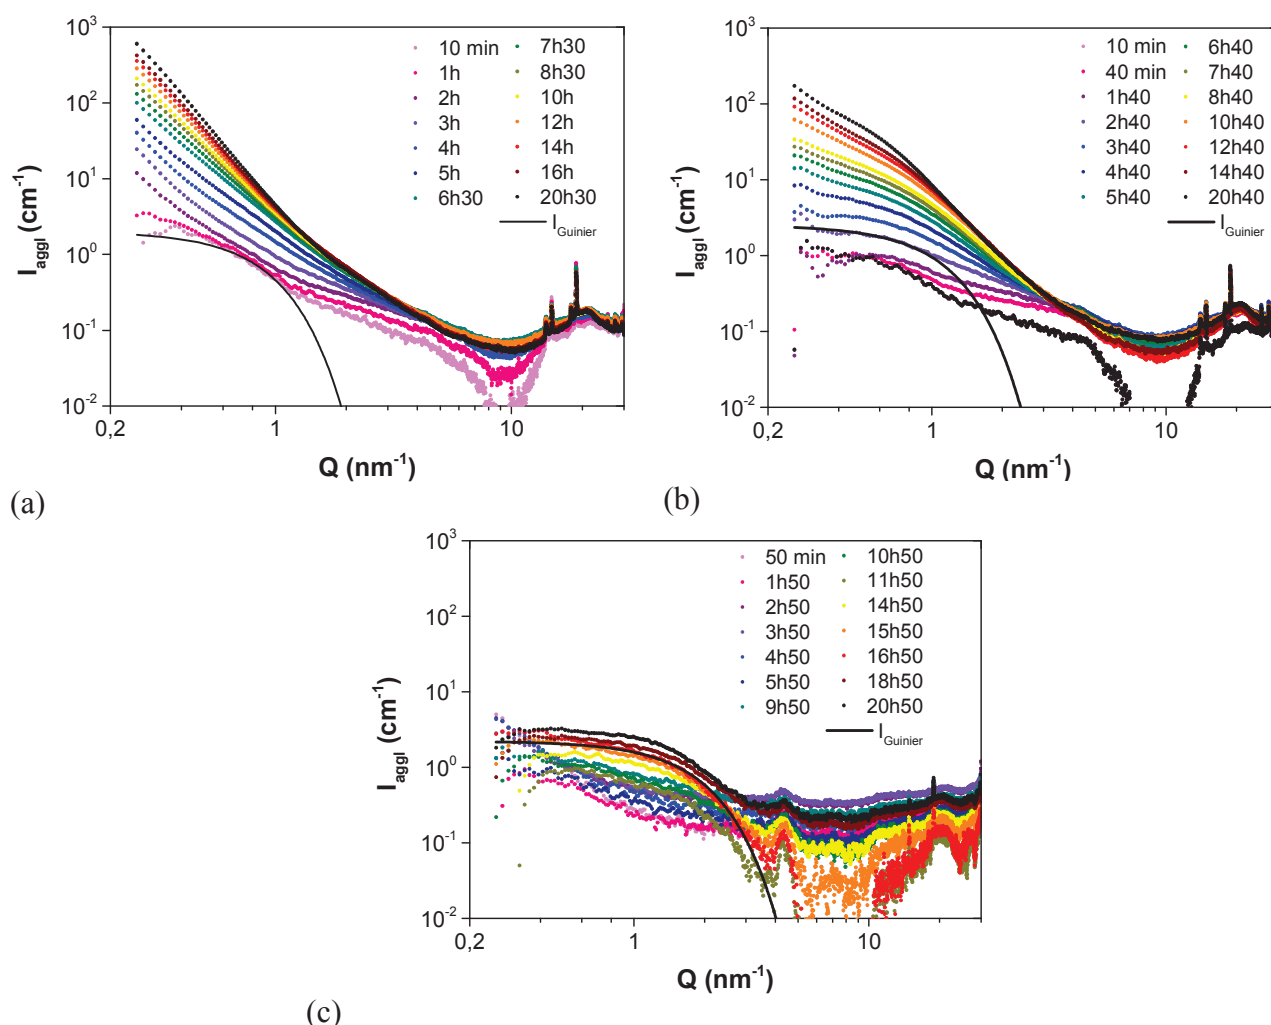 10³
10²
10¹
10⁰
10⁻¹
10⁻²
I_aggl (cm⁻¹)
10 min 7h30
1h 8h30
2h 10h
3h 12h
4h 14h
5h 16h
6h30 20h30
I_Guinier
0,2 1 10
Q (nm⁻¹)
(a)
10³
10²
10¹
10⁰
10⁻¹
10⁻²
I_aggl (cm⁻¹)
10 min 6h40
40 min 7h40
1h40 8h40
2h40 10h40
3h40 12h40
4h40 14h40
5h40 20h40
I_Guinier
0,2 1 10
Q (nm⁻¹)
(b)
10³
10²
10¹
10⁰
10⁻¹
10⁻²
I_aggl (cm⁻¹)
50 min 10h50
1h50 11h50
2h50 14h50
3h50 15h50
4h50 16h50
5h50 18h50
9h50 20h50
I_Guinier
0,2 1 10
Q (nm⁻¹)
(c)